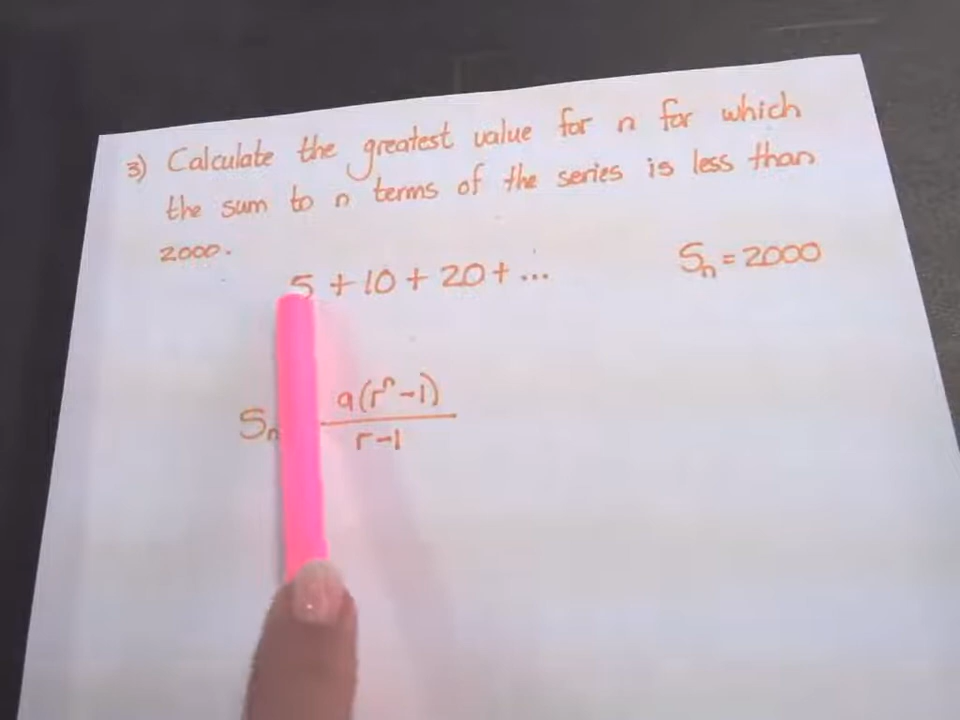 3) Calculate the greatest value for n for which
the sum to n terms of the series is less than
2000.
5 + 10 + 20 + ...
Sn = 2000
Sn a(rⁿ-1)
r-1